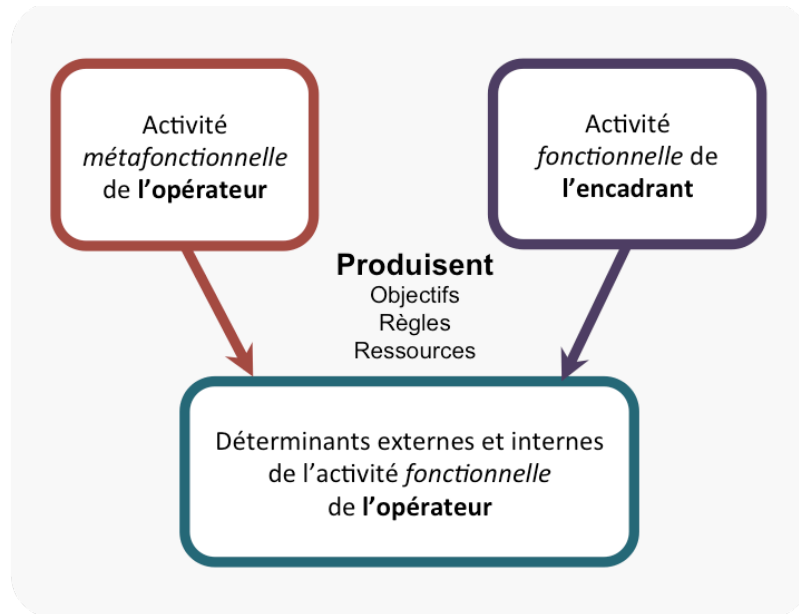 Activité
métafonctionnelle
de l’opérateur
Activité
fonctionnelle de
l’encadrant
Produisent
Objectifs
Règles
Ressources
Déterminants externes et internes
de l’activité fonctionnelle
de l’opérateur